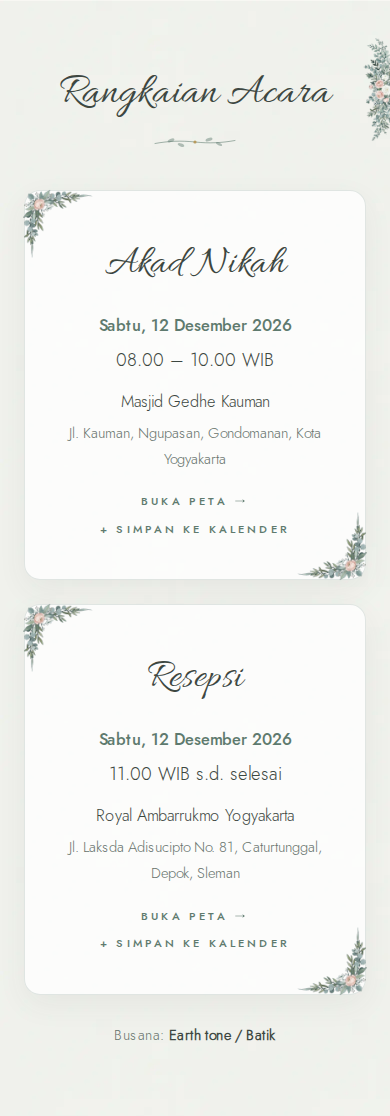 Rangkaian Acara
Akad Nikah
Sabtu, 12 Desember 2026
08.00 – 10.00 WIB
Masjid Gedhe Kauman
Jl. Kauman, Ngupasan, Gondomanan, Kota
Yogyakarta
BUKA PETA →
+ SIMPAN KE KALENDER
Resepsi
Sabtu, 12 Desember 2026
11.00 WIB s.d. selesai
Royal Ambarrukmo Yogyakarta
Jl. Laksda Adisucipto No. 81, Caturtunggal,
Depok, Sleman
BUKA PETA →
+ SIMPAN KE KALENDER
Busana: Earth tone / Batik